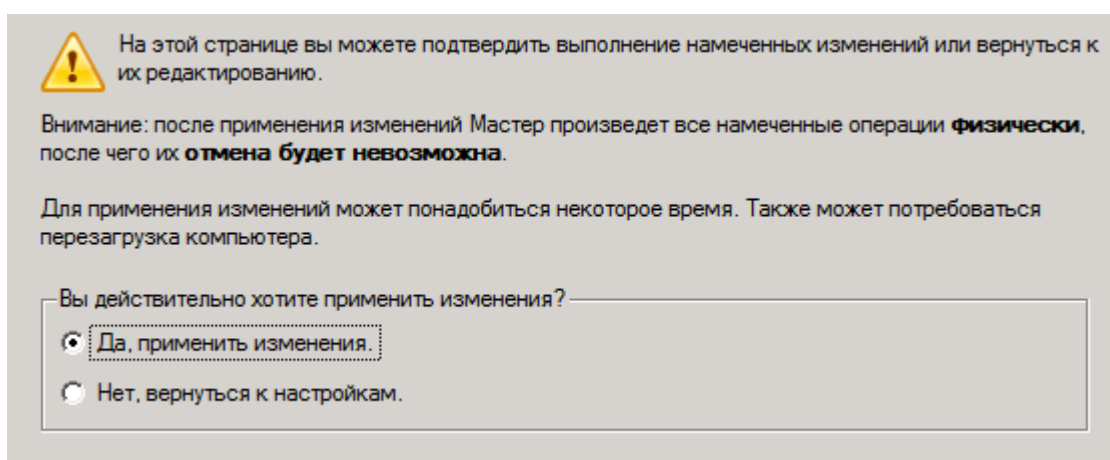 На этой странице вы можете подтвердить выполнение намеченных изменений или вернуться к
их редактированию.
Внимание: после применения изменений Мастер произведет все намеченные операции физически,
после чего их отмена будет невозможна.
Для применения изменений может понадобиться некоторое время. Также может потребоваться
перезагрузка компьютера.
Вы действительно хотите применить изменения?
Да, применить изменения.
Нет, вернуться к настройкам.